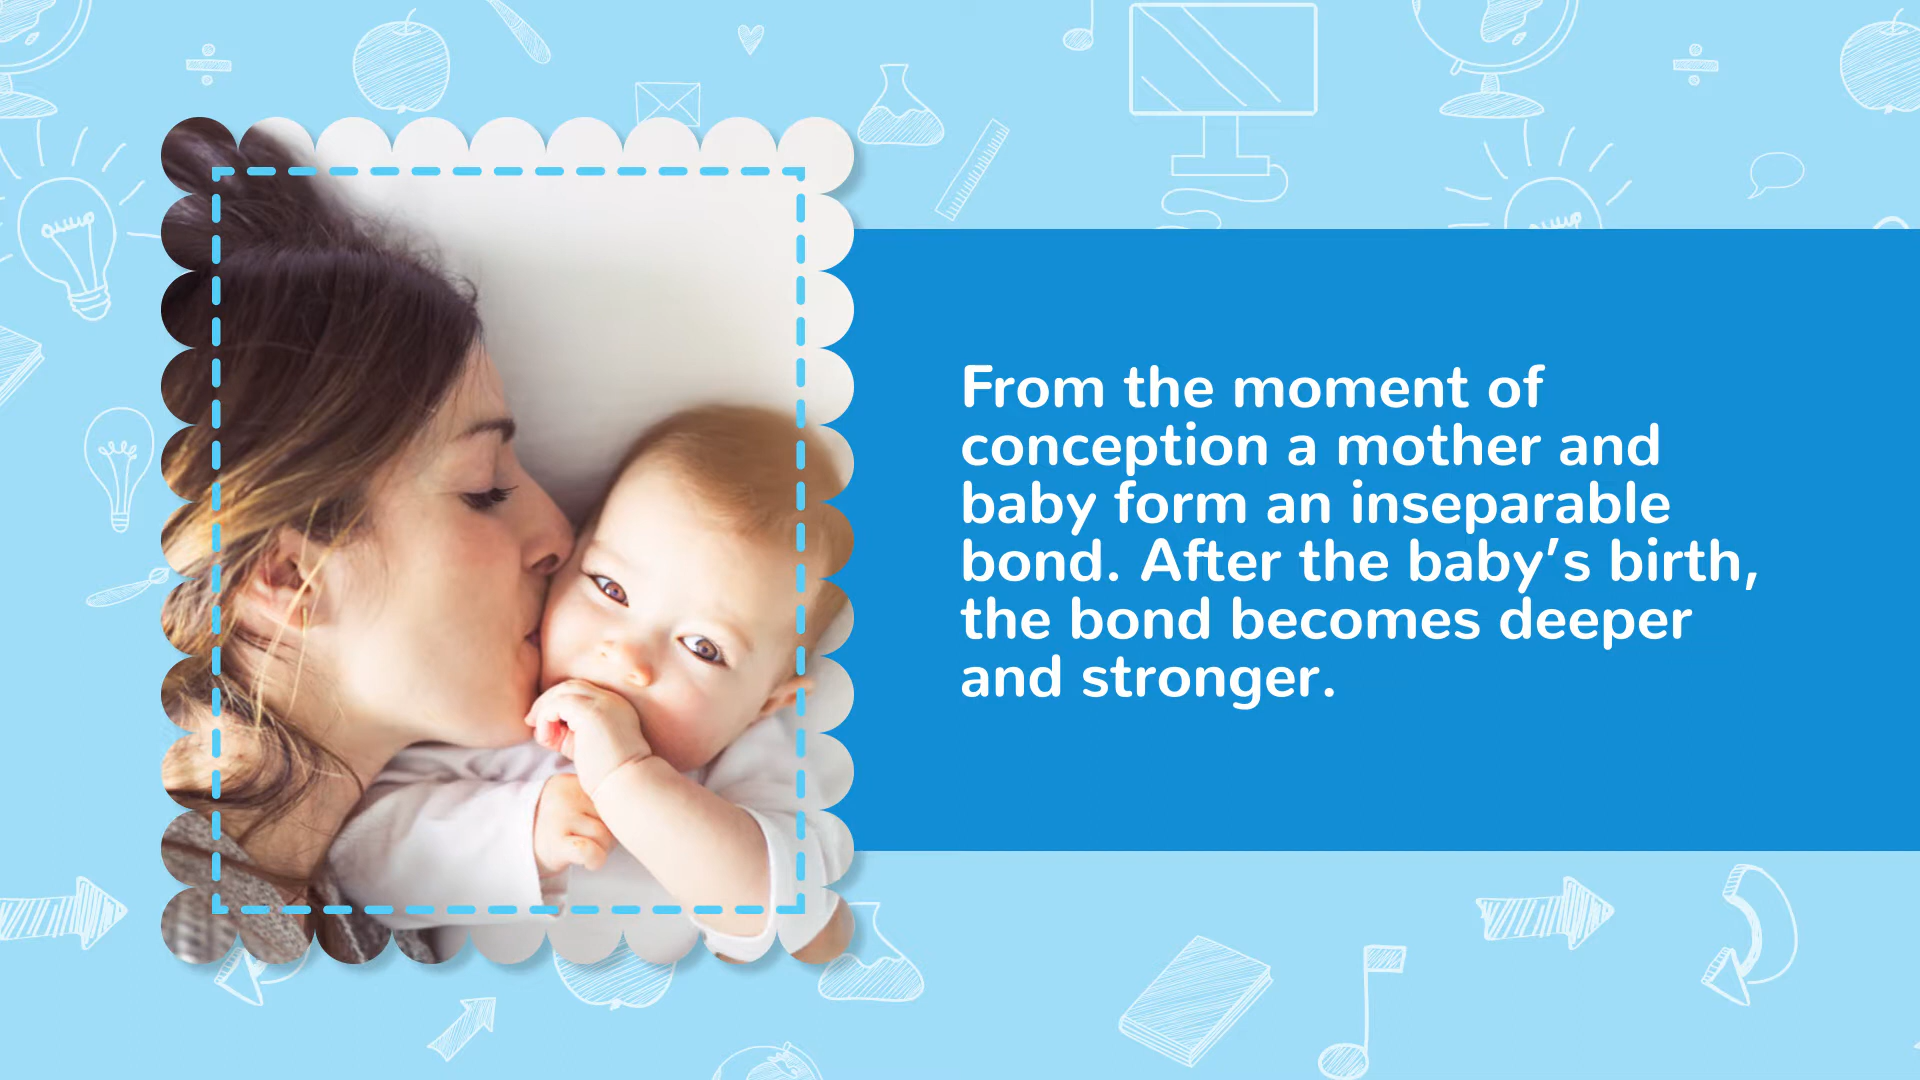 From the moment of
conception a mother and
baby form an inseparable
bond. After the baby’s birth,
the bond becomes deeper
and stronger.